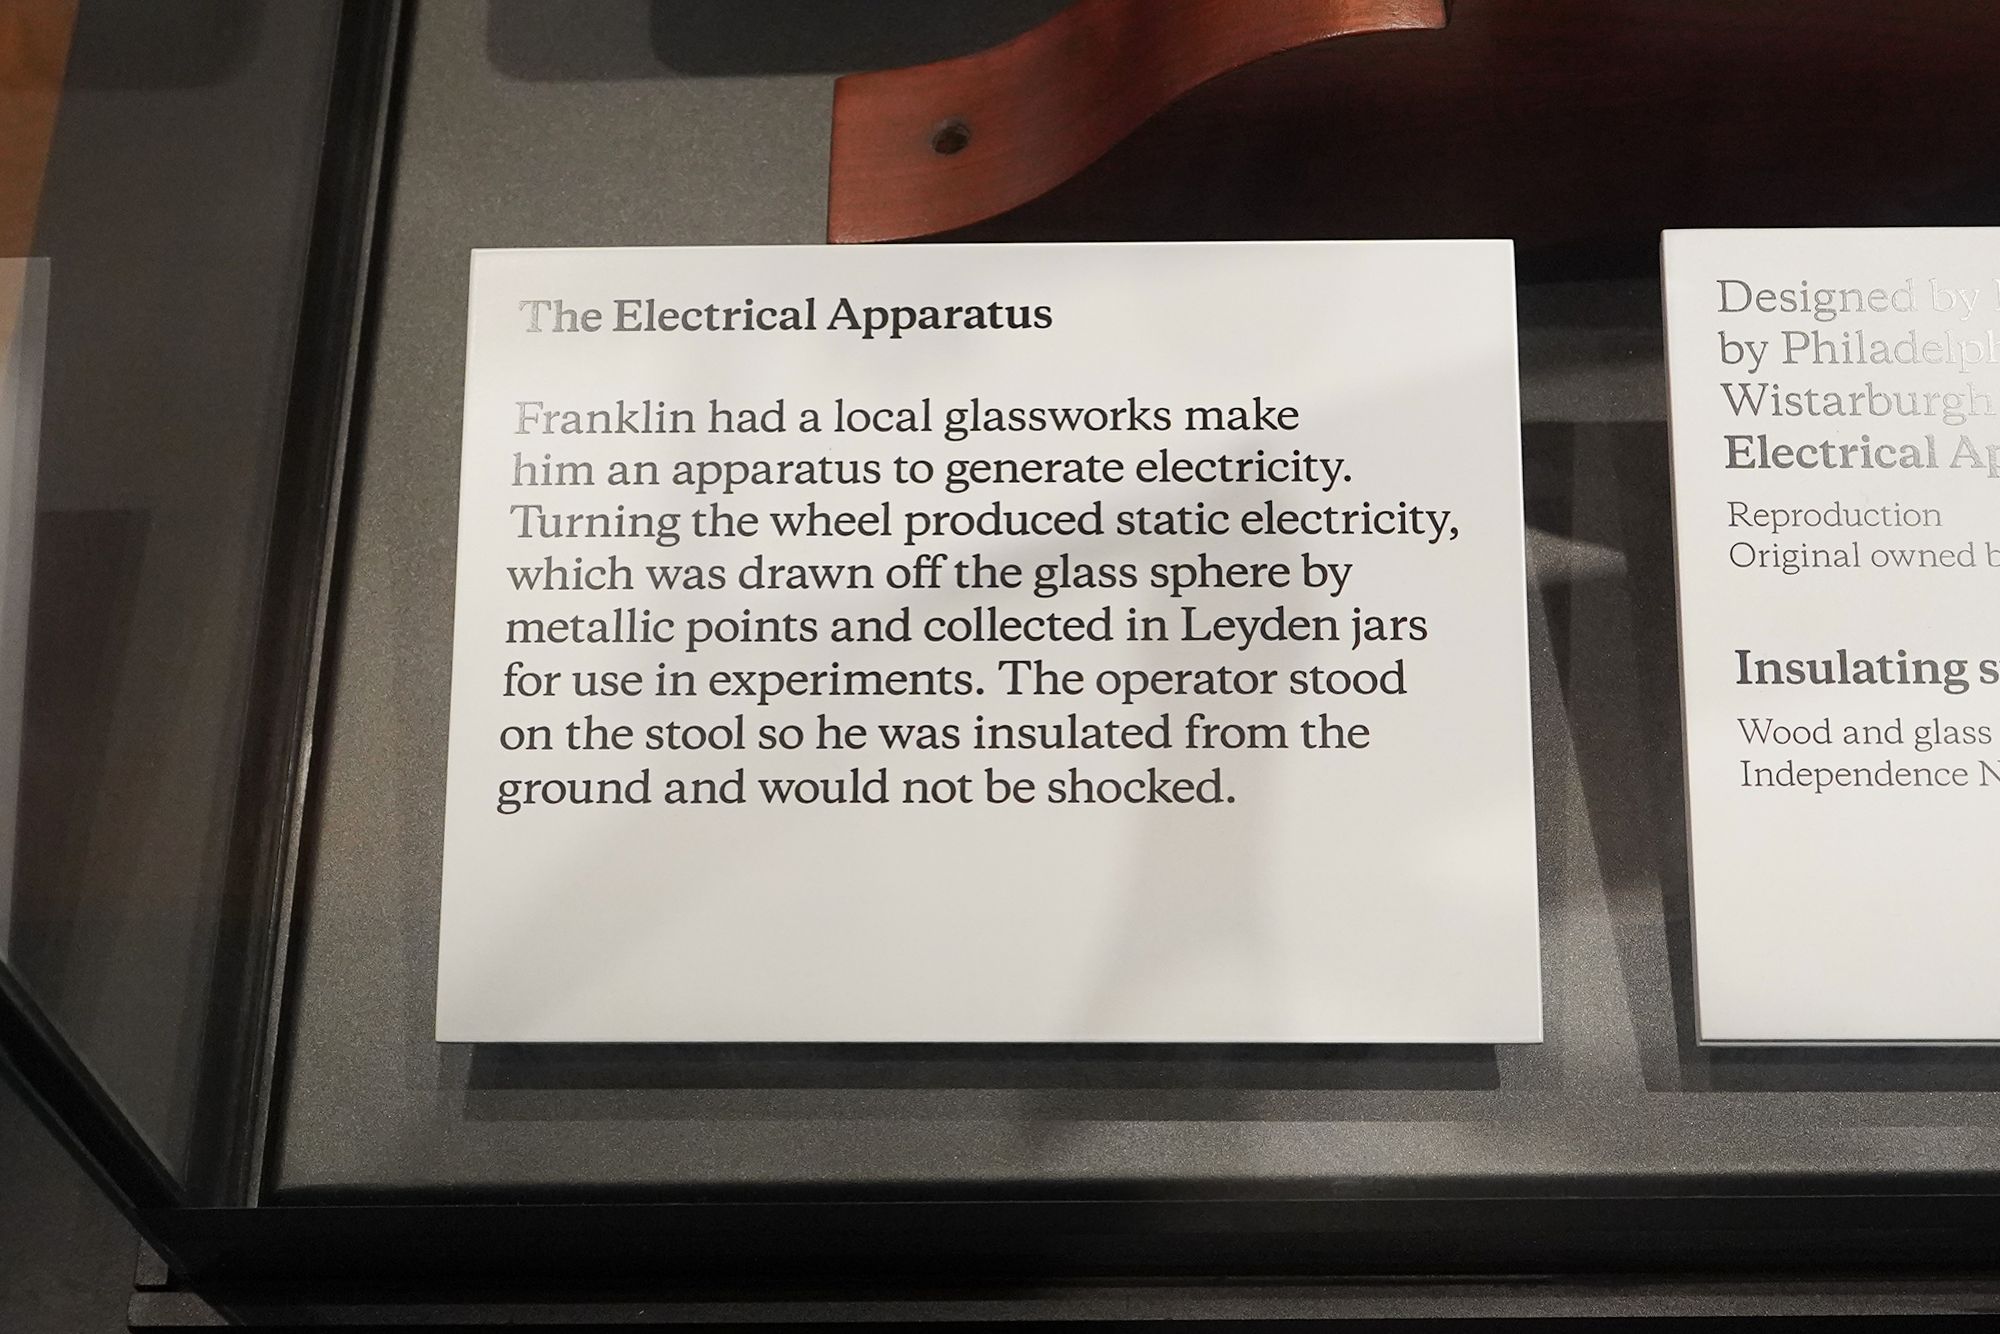 The Electrical Apparatus
Franklin had a local glassworks make
him an apparatus to generate electricity.
Turning the wheel produced static electricity,
which was drawn off the glass sphere by
metallic points and collected in Leyden jars
for use in experiments. The operator stood
on the stool so he was insulated from the
ground and would not be shocked.
Designed by
by
Wistarburgh
Electrical
Reproduction
Original owned
Insulating
Wood and glass
Independence